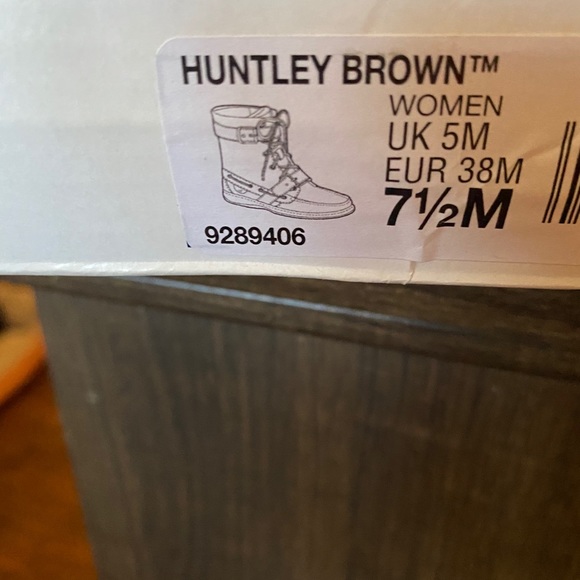 HUNTLEY BROWN™
WOMEN
UK 5M
EUR 38M
7½M
9289406